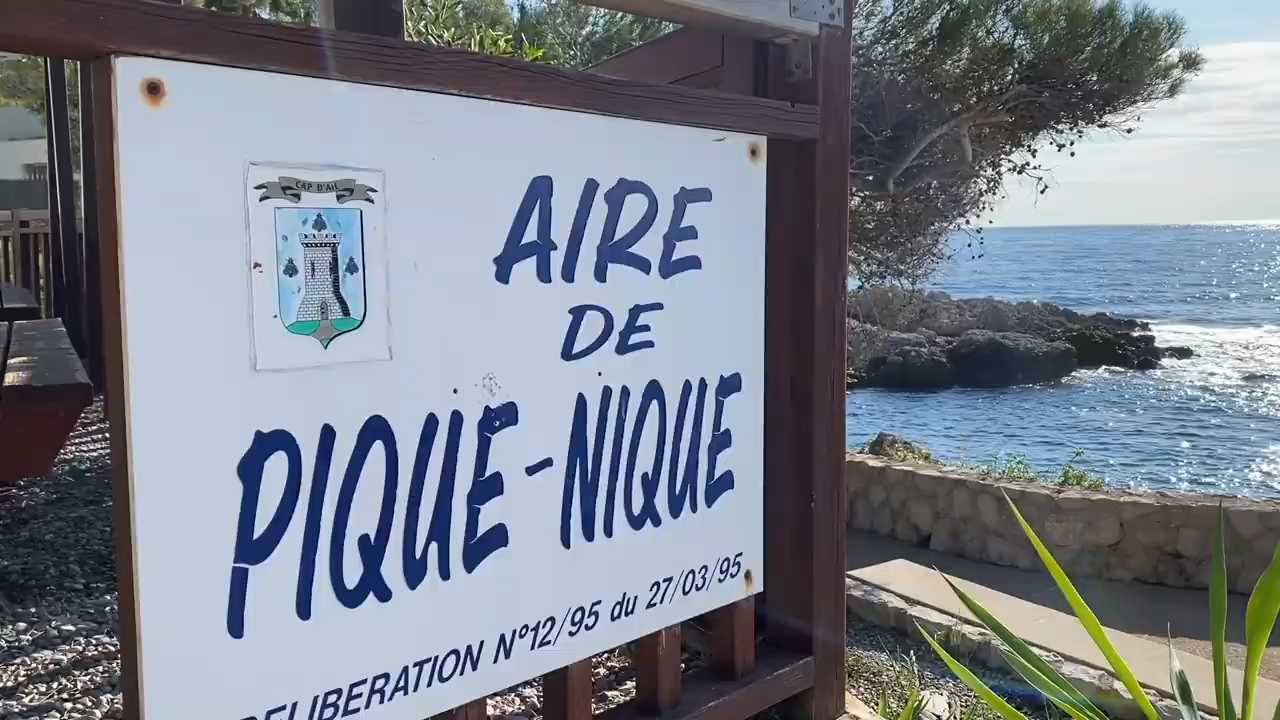 CAP D'AIL
AIRE
DE
PIQUE-NIQUE
DELIBERATION N°12/95 du 27/03/95